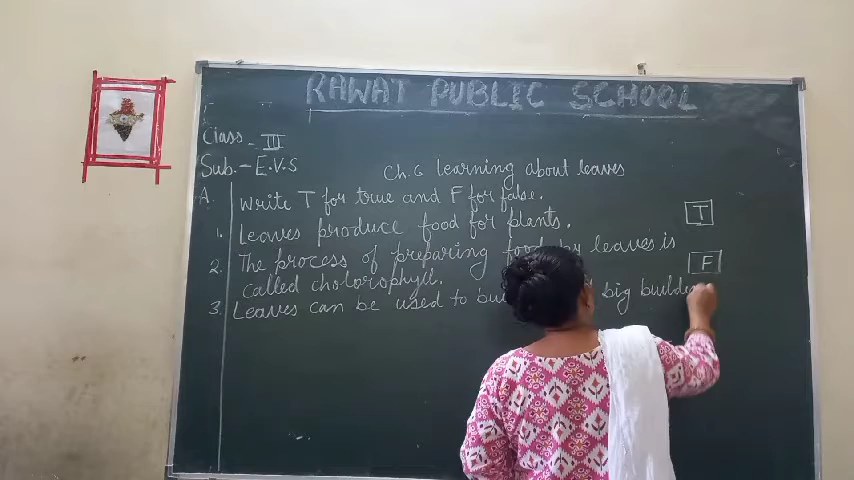 RAWAT PUBLIC SCHOOL
Class - III
Sub. - E.V.S
Ch. 6 learning about leaves
A. Write T for true and F for false.
1. Leaves produce food for plants. T
2. The process of preparing food by leaves is
called cholorophyll. F
3. Leaves can be used to big